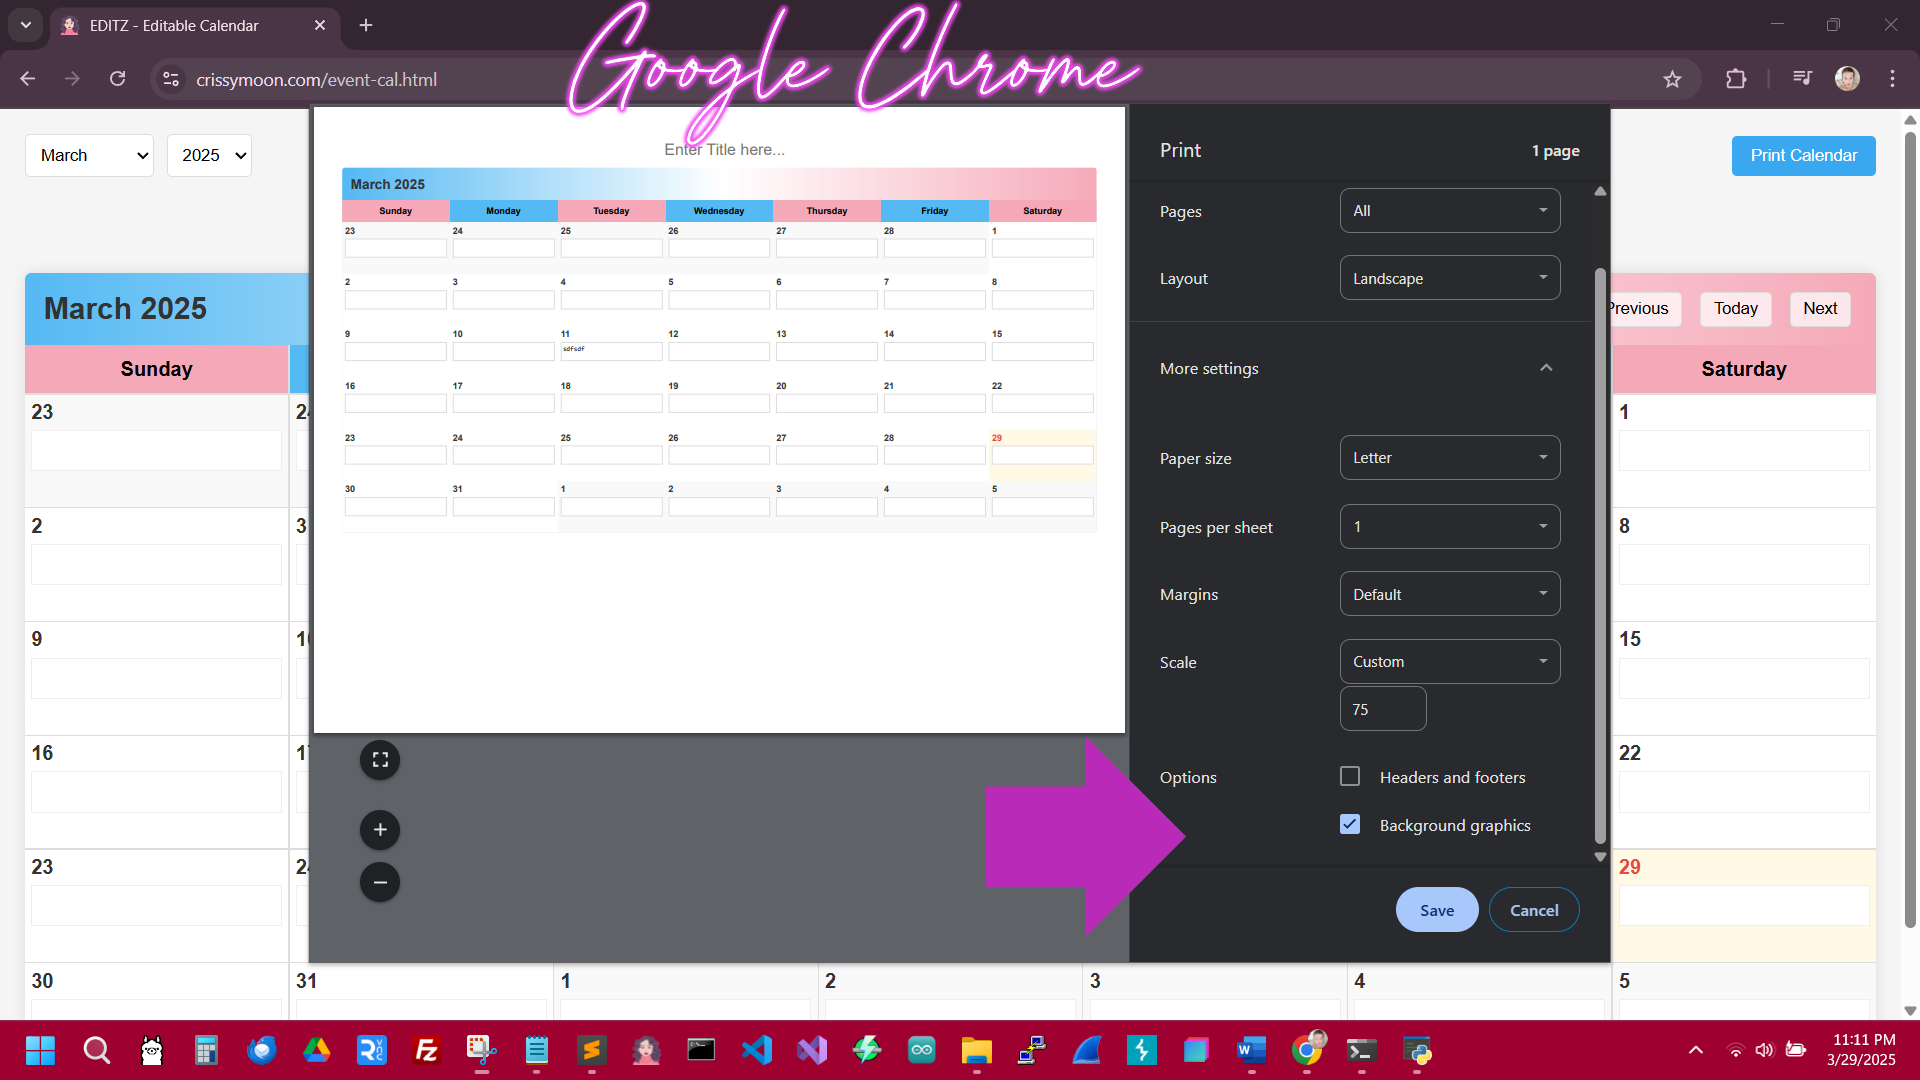 EDITZ - Editable Calendar
Google Chrome
crissymoon.com/event-cal.html
March
2025
Print Calendar
March 2025
Previous
Today
Next
Sunday
Saturday
23
24
1
2
3
8
9
10
15
16
17
22
23
24
29
30
31
1
2
3
4
5
Enter Title here...
March 2025
Sunday Monday Tuesday Wednesday Thursday Friday Saturday
23 24 25 26 27 28 1
2 3 4 5 6 7 8
9 10 11 12 13 14 15
sdfsdf
16 17 18 19 20 21 22
23 24 25 26 27 28 29
30 31 1 2 3 4 5
Print
1 page
Pages
All
Layout
Landscape
More settings
Paper size
Letter
Pages per sheet
1
Margins
Default
Scale
Custom
75
Options
Headers and footers
Background graphics
Save
Cancel
11:11 PM
3/29/2025